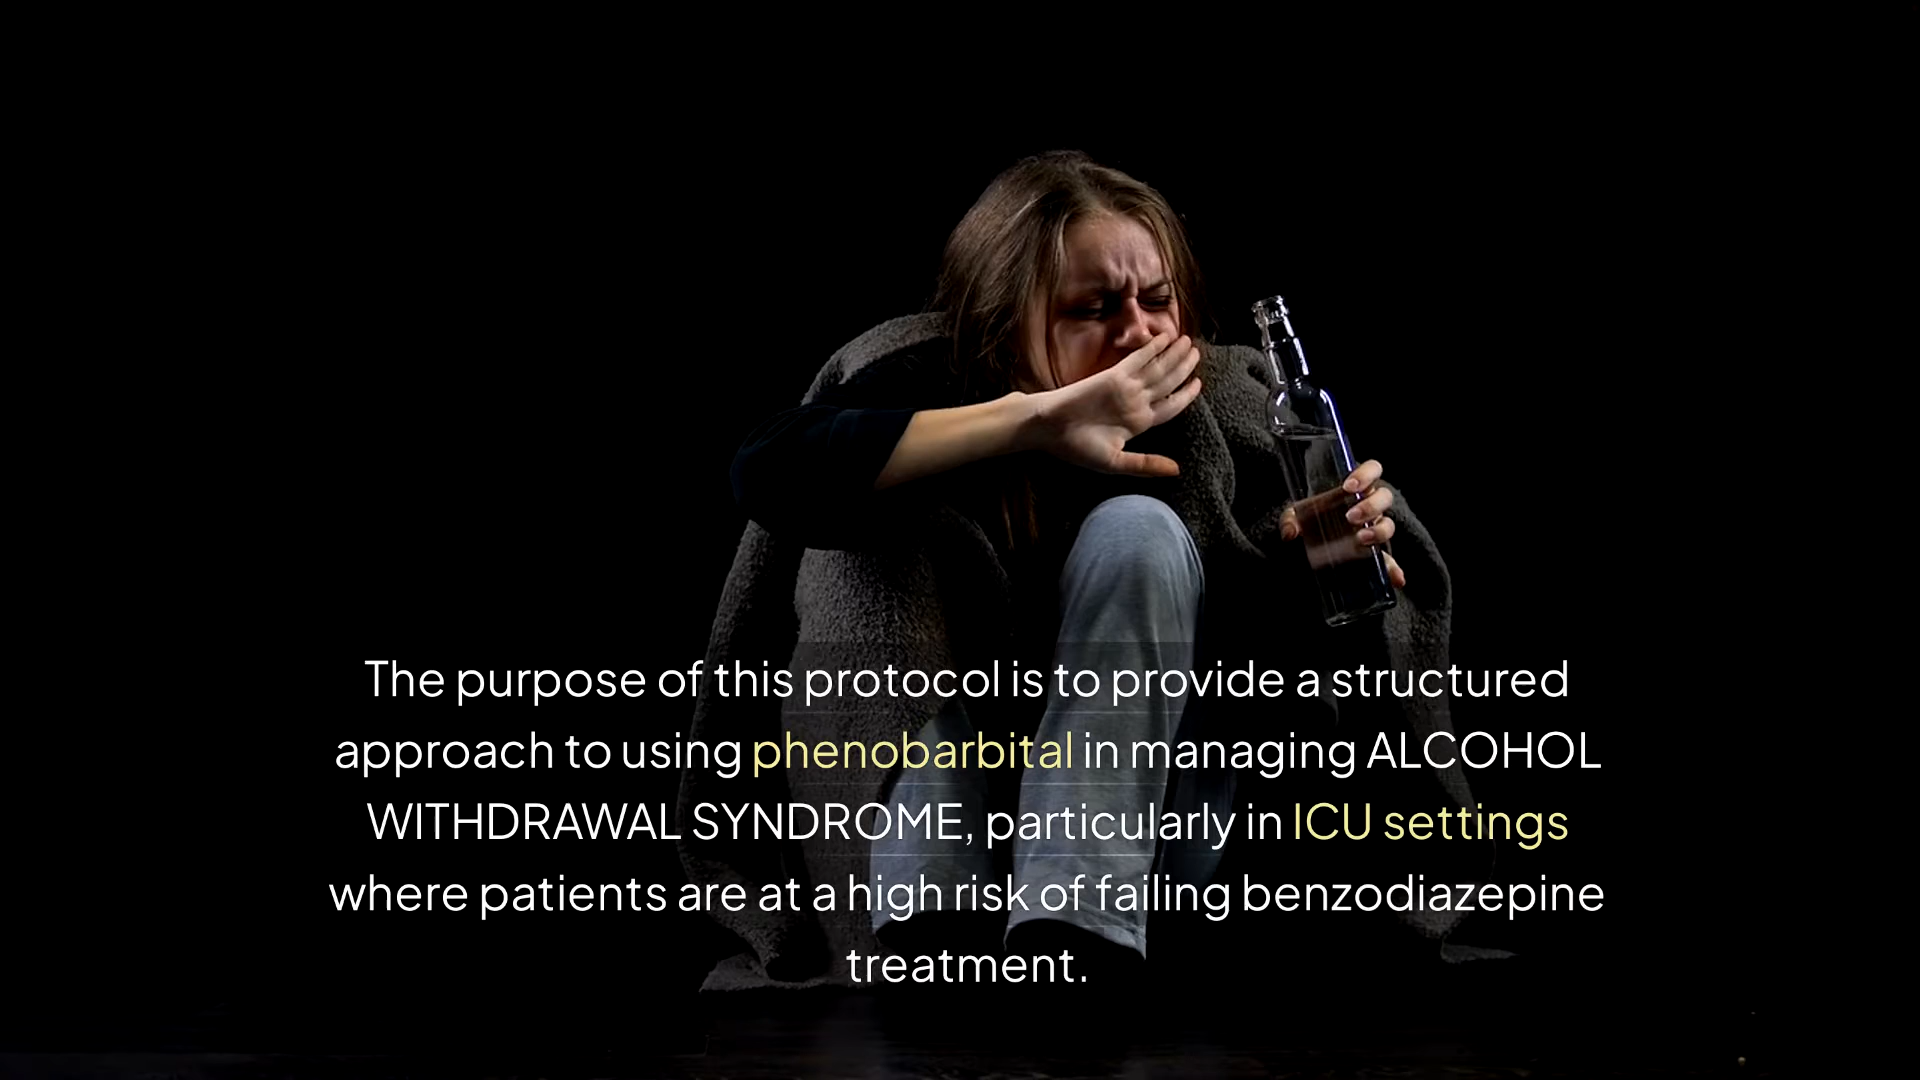 The purpose of this protocol is to provide a structured
approach to using phenobarbital in managing ALCOHOL
WITHDRAWAL SYNDROME, particularly in ICU settings
where patients are at a high risk of failing benzodiazepine
treatment.